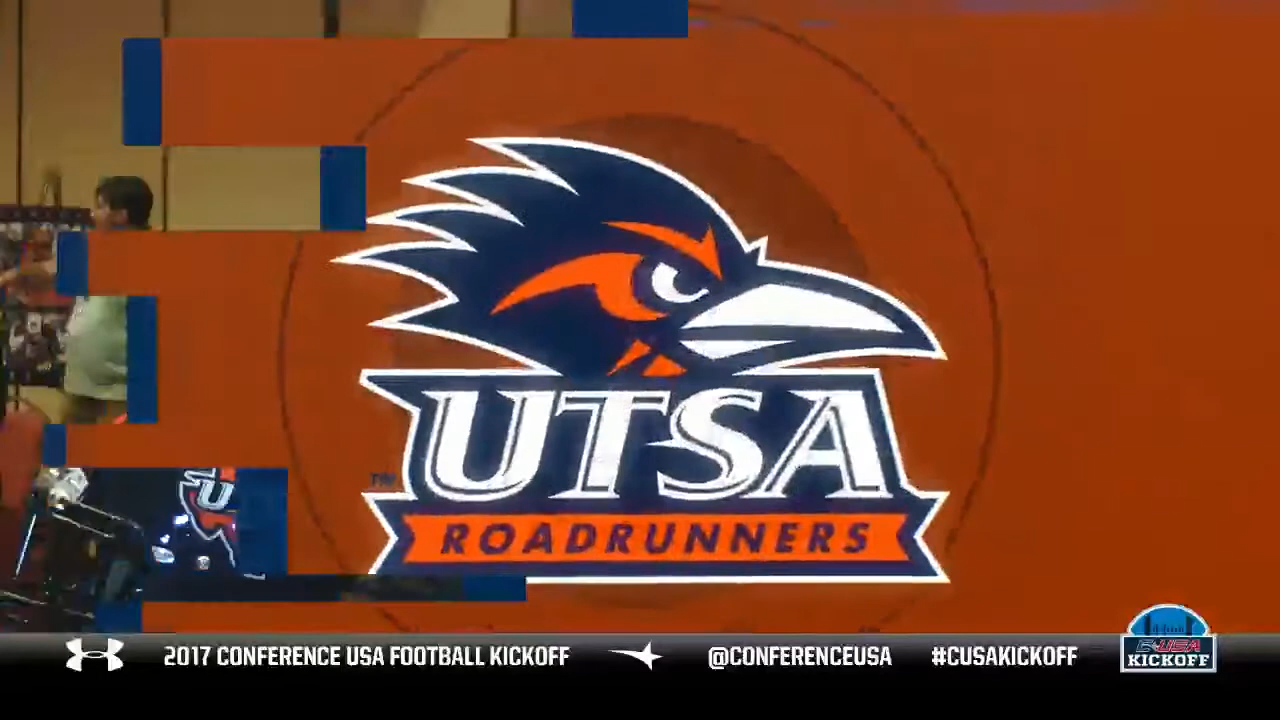 UTSA
TM
ROADRUNNERS
U
2017 CONFERENCE USA FOOTBALL KICKOFF @CONFERENCEUSA #CUSAKICKOFF
C-USA
KICKOFF